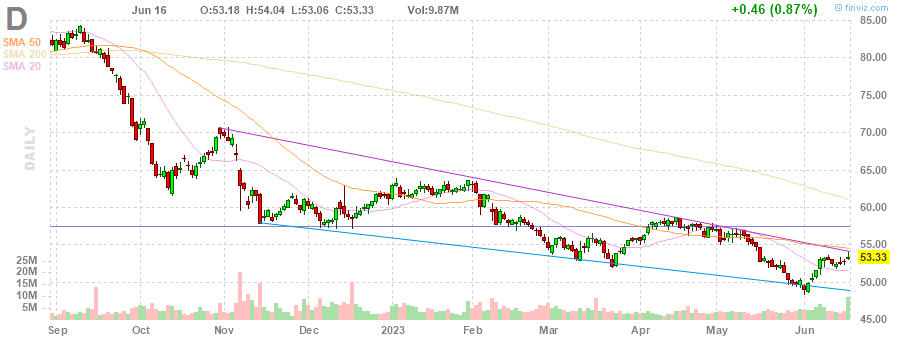 D
Jun 16 O:53.18 H:54.04 L:53.06 C:53.33 Vol:9.87M +0.46 (0.87%)
© finviz.com
SMA 50
SMA 200
SMA 20
DAILY
85.00
80.00
75.00
70.00
65.00
60.00
55.00
53.33
50.00
45.00
25M
20M
15M
10M
5M
Sep Oct Nov Dec 2023 Feb Mar Apr May Jun